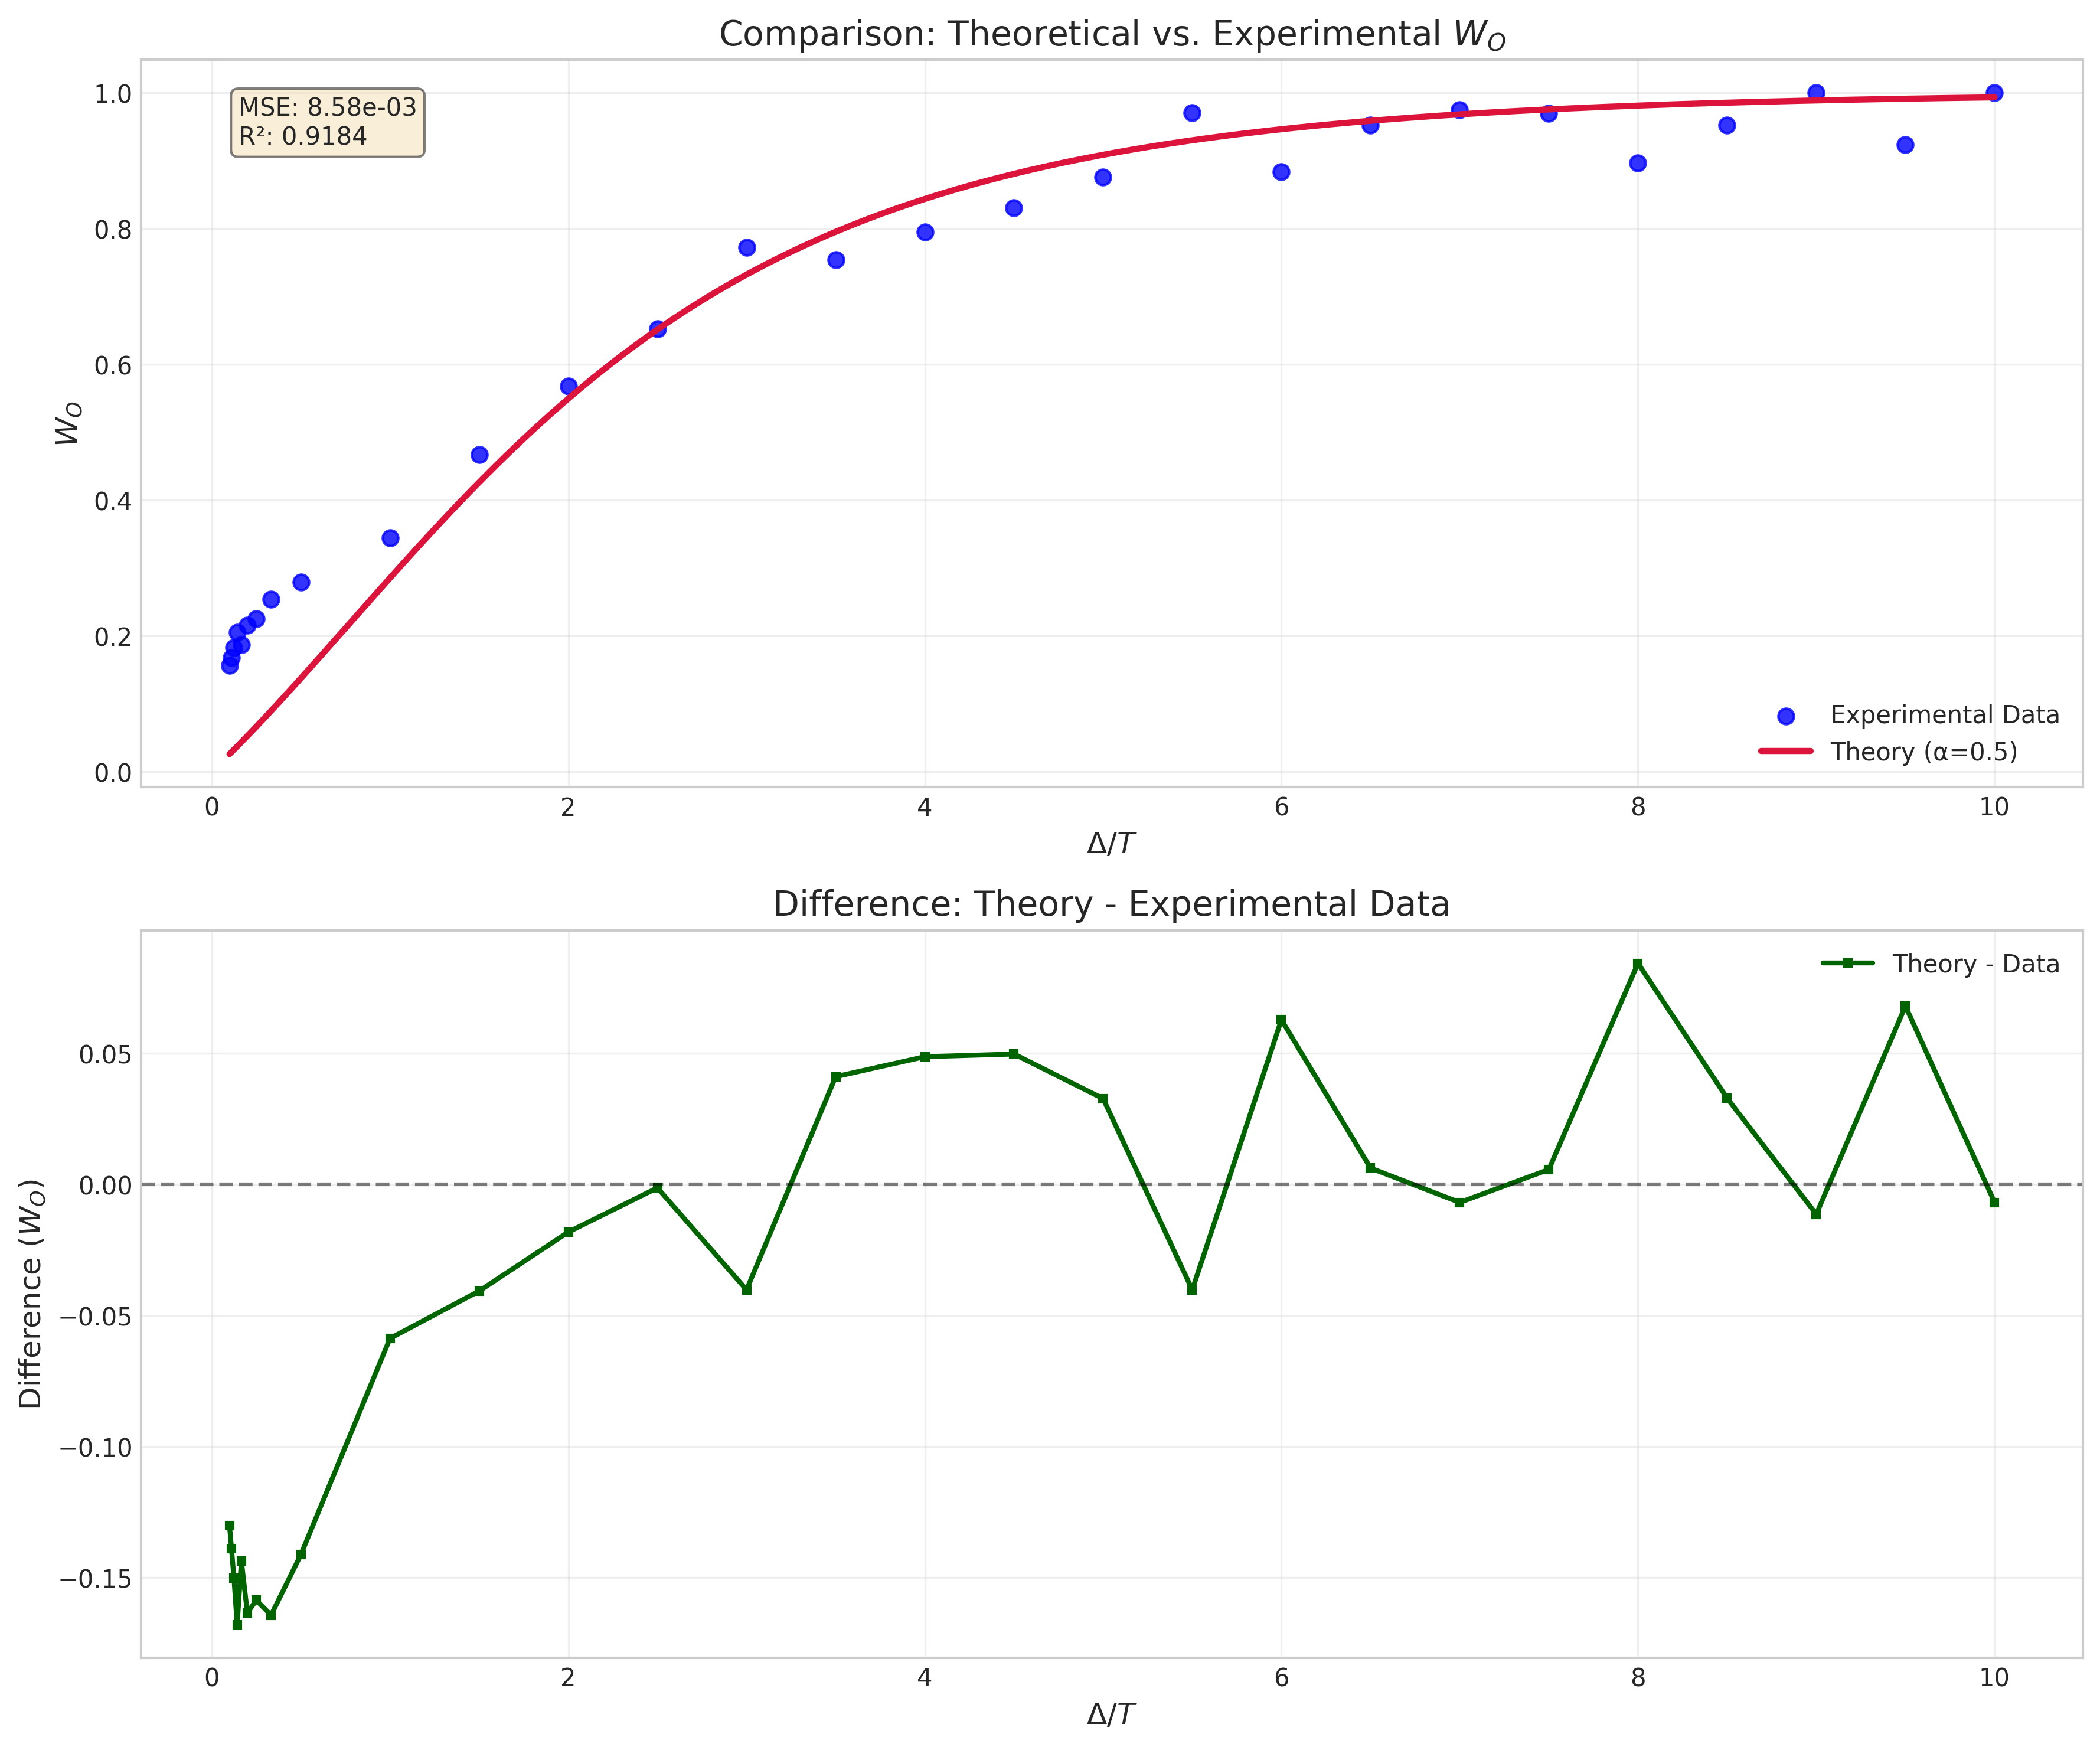 Comparison: Theoretical vs. Experimental W_O
MSE: 8.58e-03
R²: 0.9184
1.0
0.8
0.6
0.4
0.2
0.0
W_O
Experimental Data
Theory (α=0.5)
0 2 4 6 8 10
Δ/T
Difference: Theory - Experimental Data
Theory - Data
0.05
0.00
−0.05
−0.10
−0.15
Difference (W_O)
0 2 4 6 8 10
Δ/T